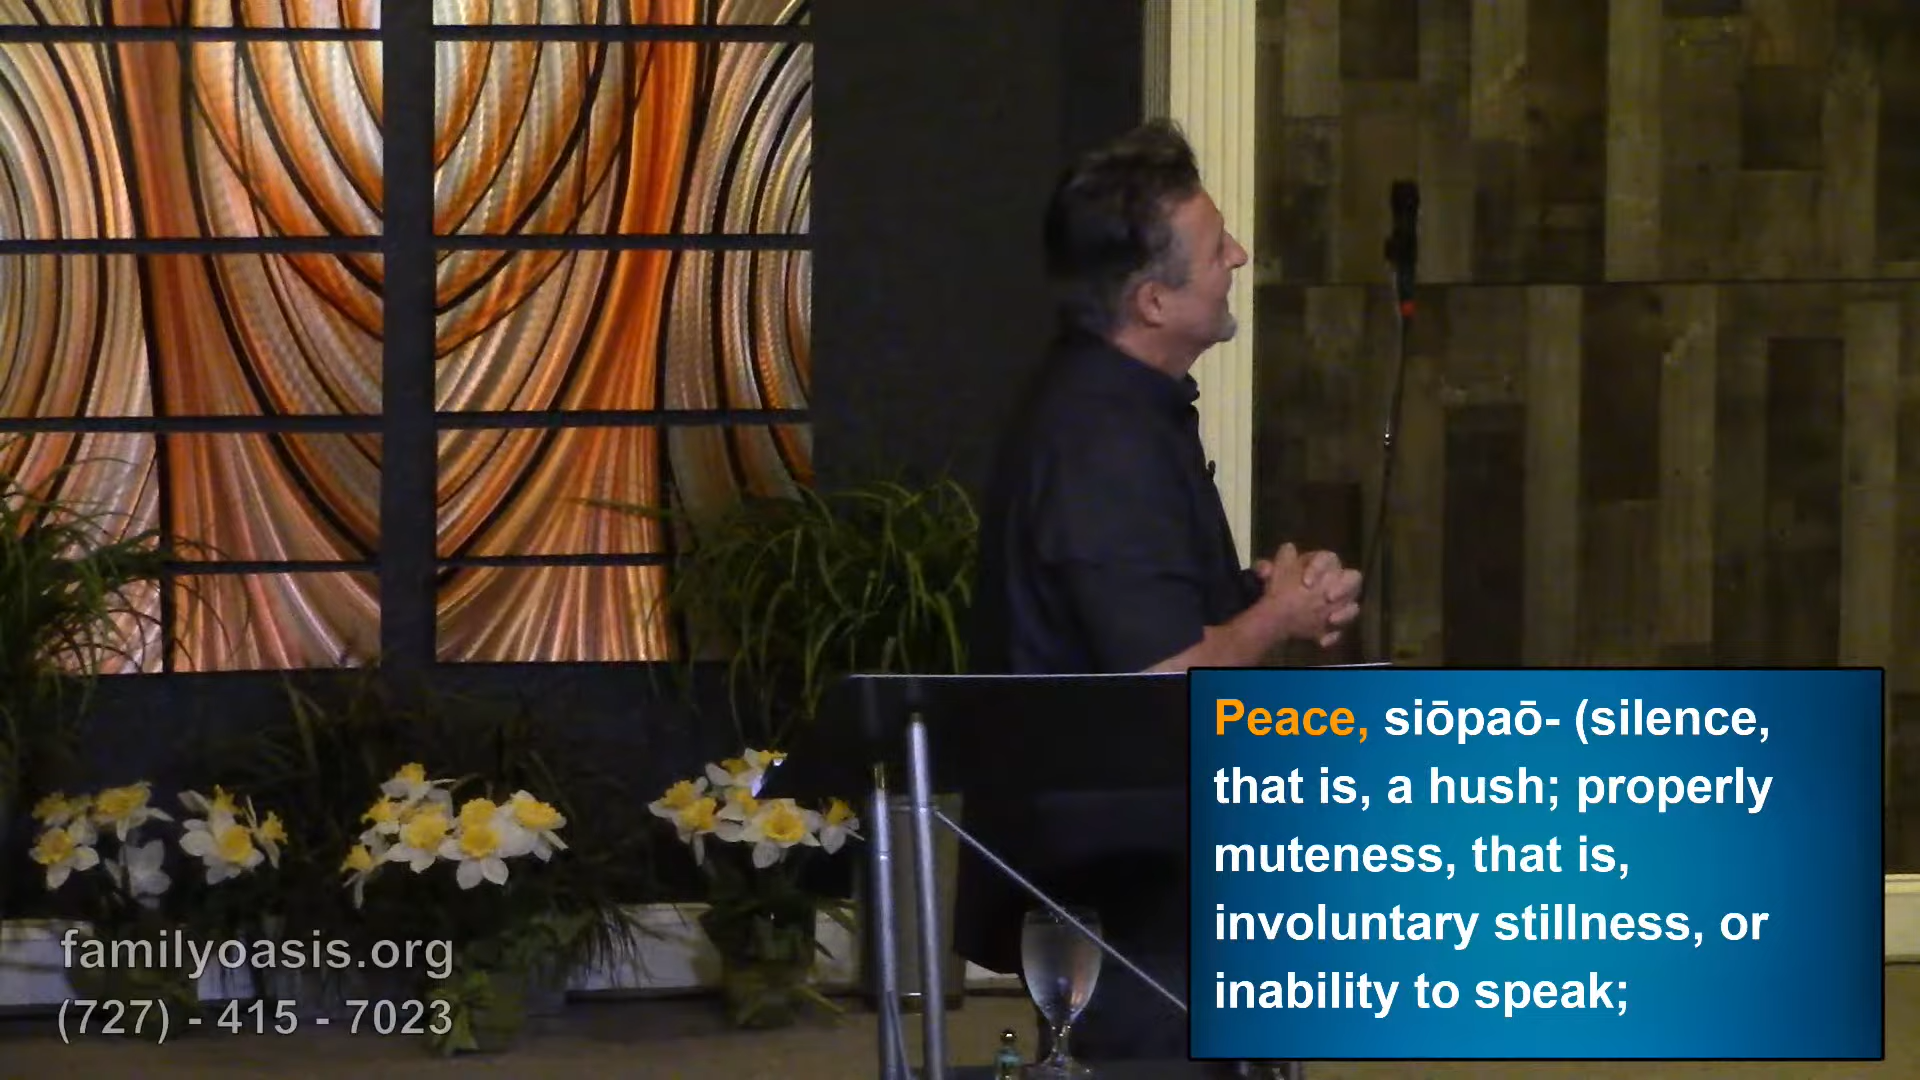 Peace, siōpaō- (silence,
that is, a hush; properly
muteness, that is,
involuntary stillness, or
inability to speak;
familyoasis.org
(727) - 415 - 7023